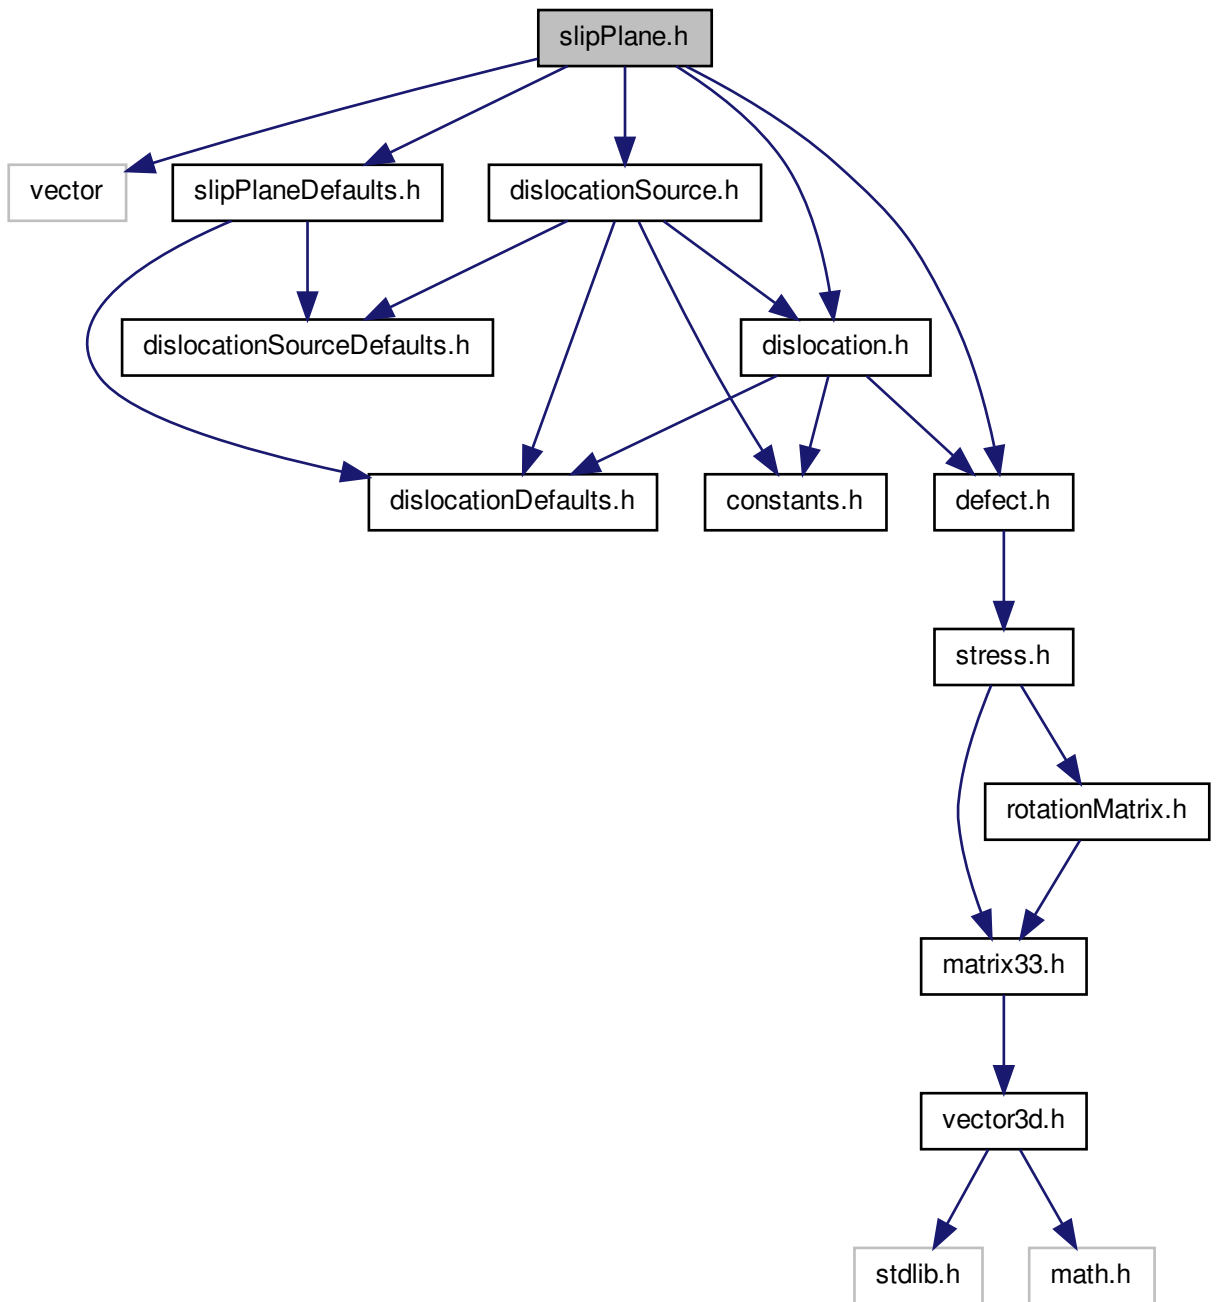 slipPlane.h
vector
slipPlaneDefaults.h
dislocationSource.h
dislocationSourceDefaults.h
dislocation.h
dislocationDefaults.h
constants.h
defect.h
stress.h
rotationMatrix.h
matrix33.h
vector3d.h
stdlib.h
math.h